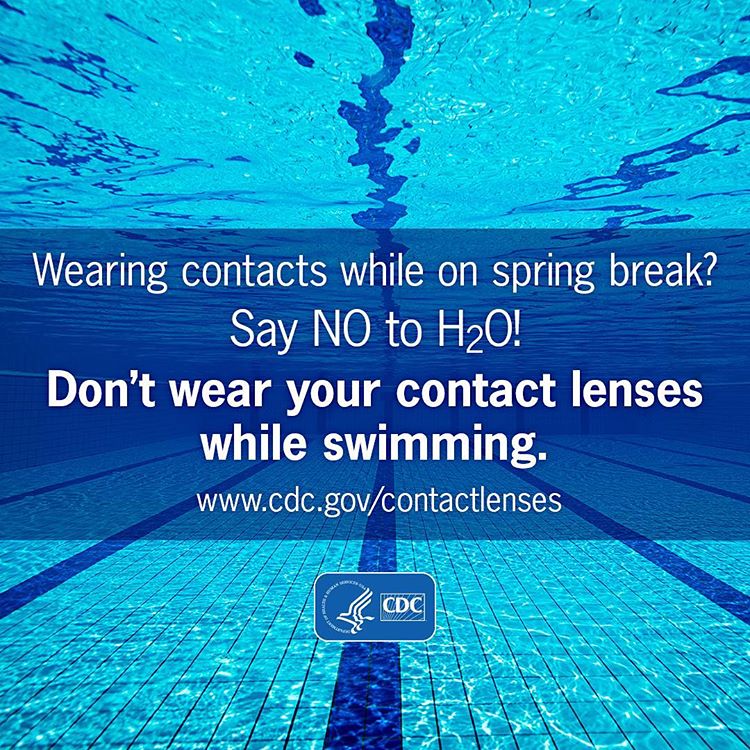 Wearing contacts while on spring break?
Say NO to H₂O!
Don't wear your contact lenses
while swimming.
www.cdc.gov/contactlenses
CDC